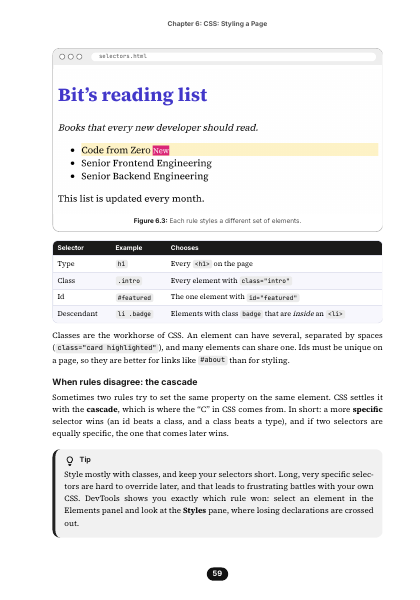 Chapter 6: CSS: Styling a Page
selectors.html
Bit’s reading list
Books that every new developer should read.
• Code from Zero New
• Senior Frontend Engineering
• Senior Backend Engineering
This list is updated every month.
Figure 6.3: Each rule styles a different set of elements.
Selector Example Chooses
Type h1 Every <h1> on the page
Class .intro Every element with class="intro"
Id #featured The one element with id="featured"
Descendant li .badge Elements with class badge that are inside an <li>
Classes are the workhorse of CSS. An element can have several, separated by spaces
(class="card highlighted"), and many elements can share one. Ids must be unique on
a page, so they are better for links like #about than for styling.
When rules disagree: the cascade
Sometimes two rules try to set the same property on the same element. CSS settles it
with the cascade, which is where the “C” in CSS comes from. In short: a more specific
selector wins (an id beats a class, and a class beats a type), and if two selectors are
equally specific, the one that comes later wins.
Tip
Style mostly with classes, and keep your selectors short. Long, very specific selec-
tors are hard to override later, and that leads to frustrating battles with your own
CSS. DevTools shows you exactly which rule won: select an element in the
Elements panel and look at the Styles pane, where losing declarations are crossed
out.
59